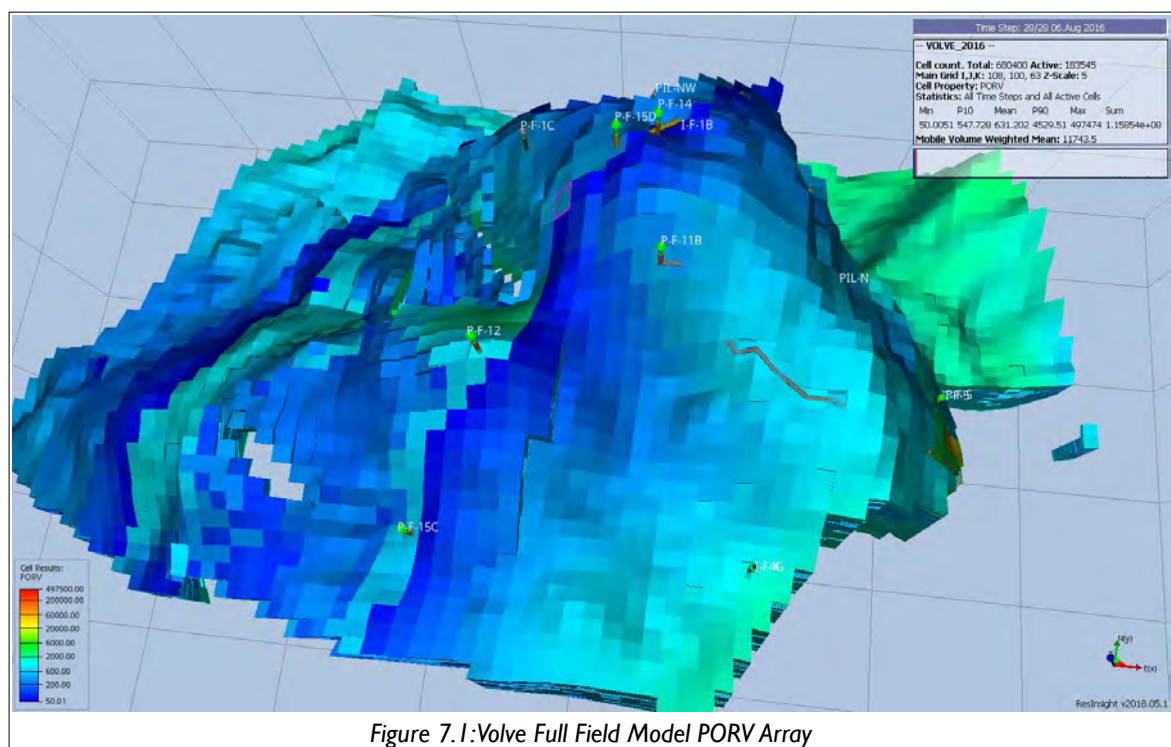 Time Step: 28/28 06.Aug 2016
-- VOLVE_2016 --
Cell count. Total: 680400 Active: 183545
Main Grid I,J,K: 108, 100, 63 Z-Scale: 5
Cell Property: PORV
Statistics: All Time Steps and All Active Cells
Min P10 Mean P90 Max Sum
50.0051 547.728 631.202 4529.51 497474 1.15854e+08
Mobile Volume Weighted Mean: 11743.5
PIL-NW
P-F-14
P-F-1C
P-F-15D
I-F-1B
P-F-11B
PIL-N
P-F-12
P-F-15C
Cell Results:
PORV
497500.00
200000.00
60000.00
20000.00
6000.00
2000.00
600.00
200.00
50.01
N(y)
E(x)
ResInsight v2018.05.1
Figure 7.1:Volve Full Field Model PORV Array